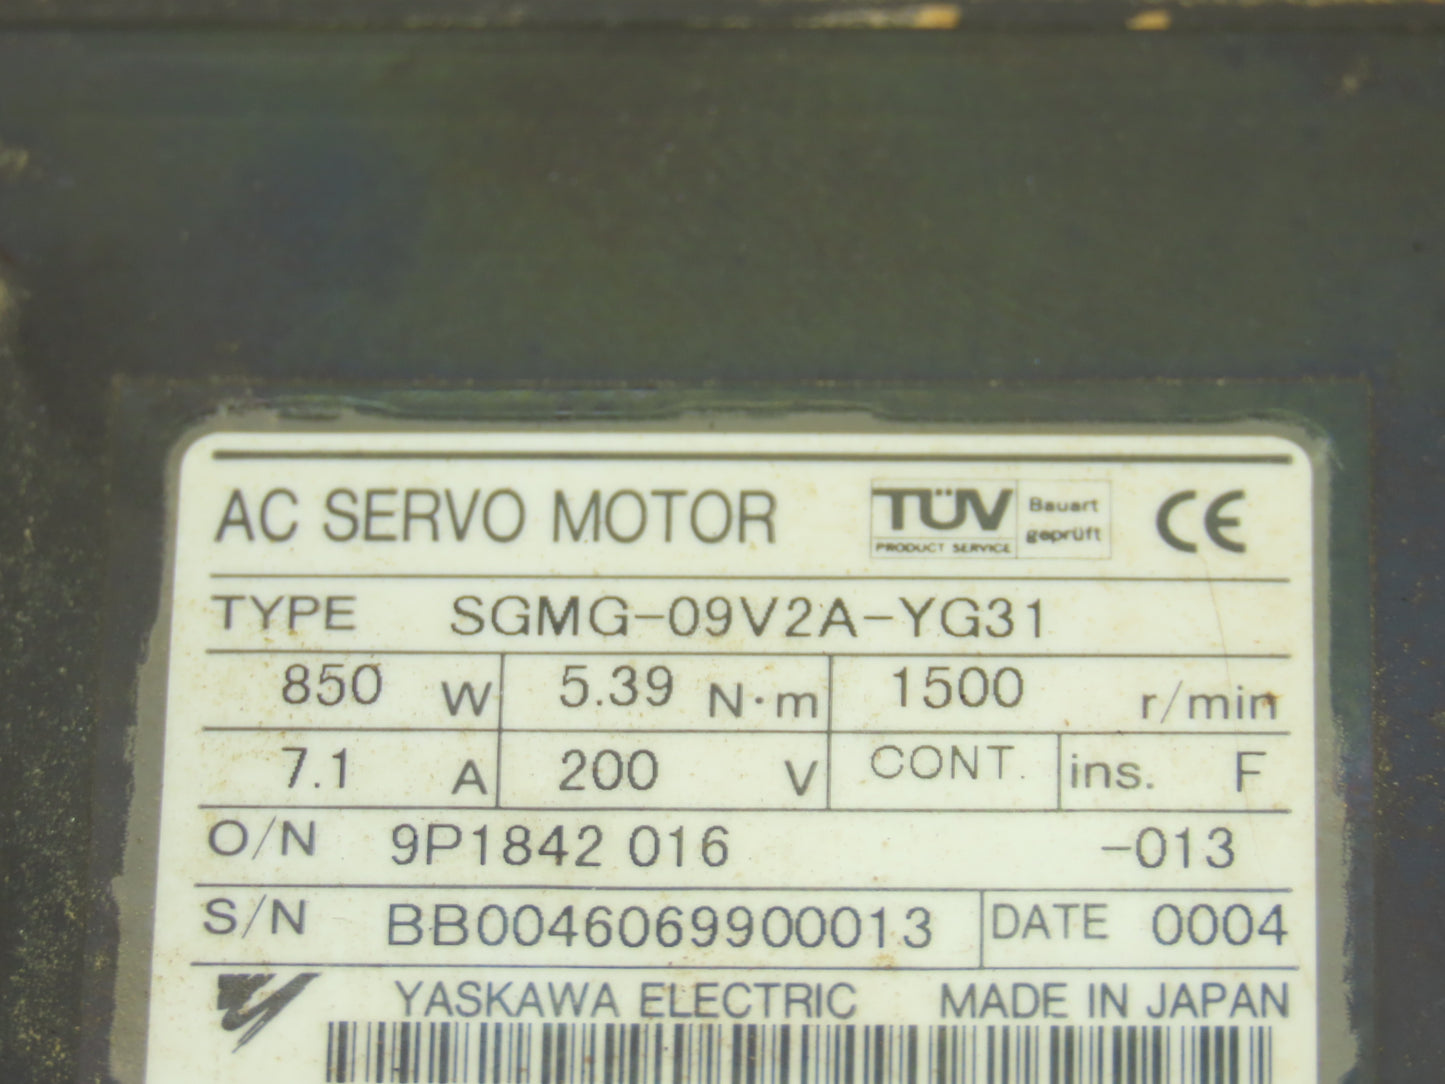 AC SERVO MOTOR TÜV PRODUCT SERVICE Bauart geprüft CE
TYPE SGMG-09V2A-YG31
850 W 5.39 N·m 1500 r/min
7.1 A 200 V CONT. ins. F
O/N 9P1842 016 -013
S/N BB0046069900013 DATE 0004
YASKAWA ELECTRIC MADE IN JAPAN